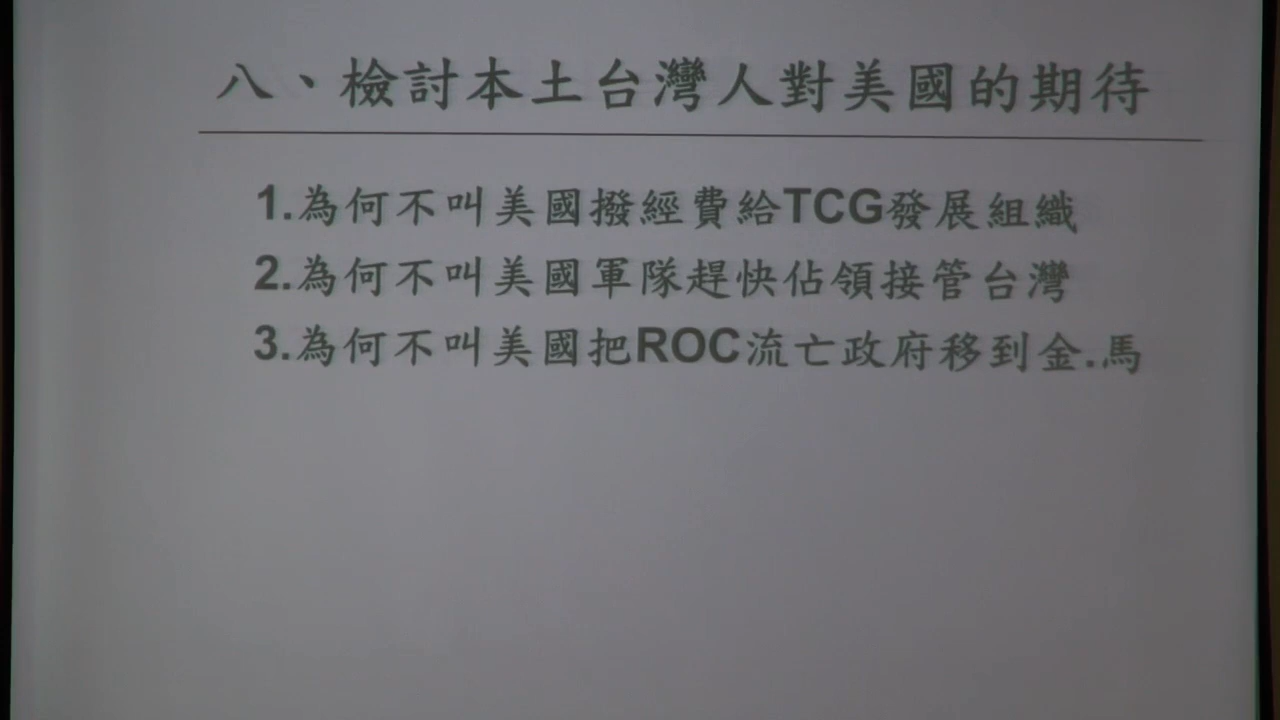 八、檢討本土台灣人對美國的期待
1.為何不叫美國撥經費給TCG發展組織
2.為何不叫美國軍隊趕快佔領接管台灣
3.為何不叫美國把ROC流亡政府移到金.馬